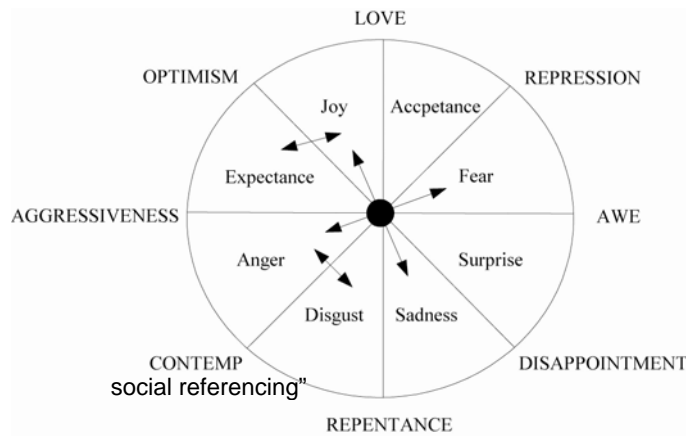 LOVE
OPTIMISM
REPRESSION
Joy
Accpetance
Expectance
Fear
AGGRESSIVENESS
AWE
Anger
Surprise
Disgust
Sadness
CONTEMP
DISAPPOINTMENT
social referencing”
REPENTANCE